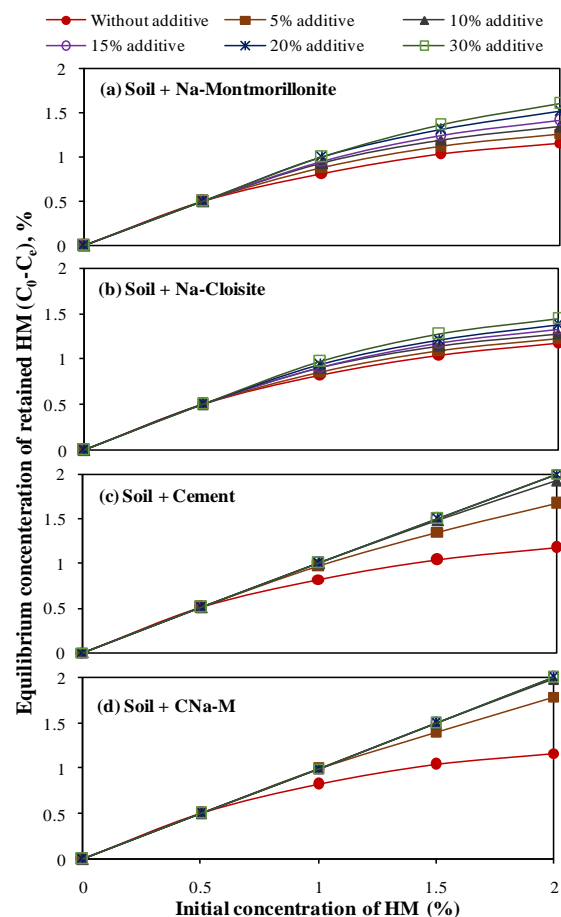 Without additive 5% additive 10% additive
15% additive 20% additive 30% additive
Equilibrium concenteration of retained HM (C0-Ce), %
2
(a) Soil + Na-Montmorillonite
1.5
1
0.5
0
2
(b) Soil + Na-Cloisite
1.5
1
0.5
0
2
(c) Soil + Cement
1.5
1
0.5
0
2
(d) Soil + CNa-M
1.5
1
0.5
0
0 0.5 1 1.5 2
Initial concentration of HM (%)